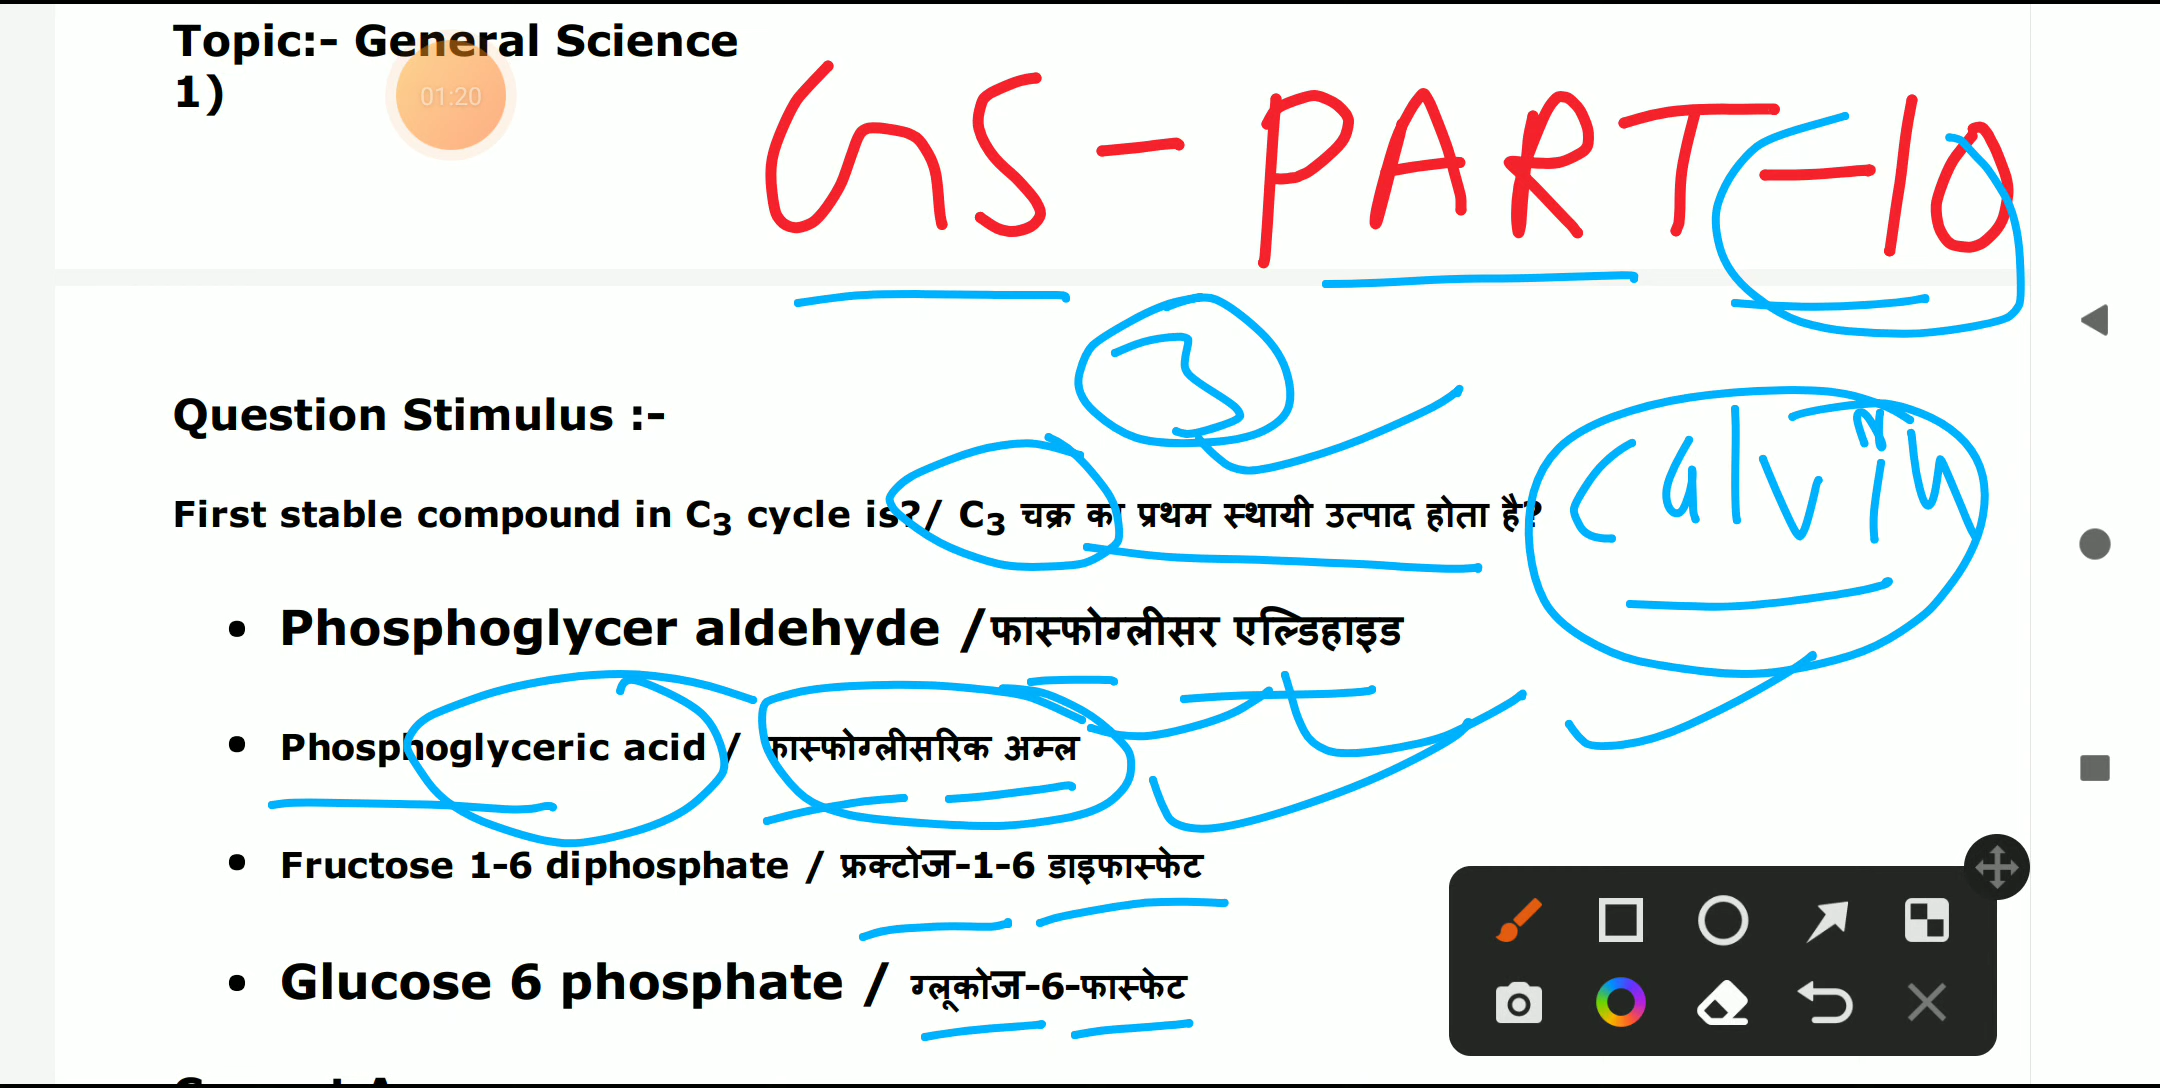 Topic:- General Science
1)
01:20
GS - PART - 10
Question Stimulus :-
3
Calvin
First stable compound in C3 cycle is?/ C3 चक्र का प्रथम स्थायी उत्पाद होता है?
• Phosphoglycer aldehyde /फास्फोग्लीसर एल्डिहाइड
• Phosphoglyceric acid / फास्फोग्लीसरिक अम्ल
• Fructose 1-6 diphosphate / फ्रक्टोज-1-6 डाइफास्फेट
• Glucose 6 phosphate / ग्लूकोज-6-फास्फेट